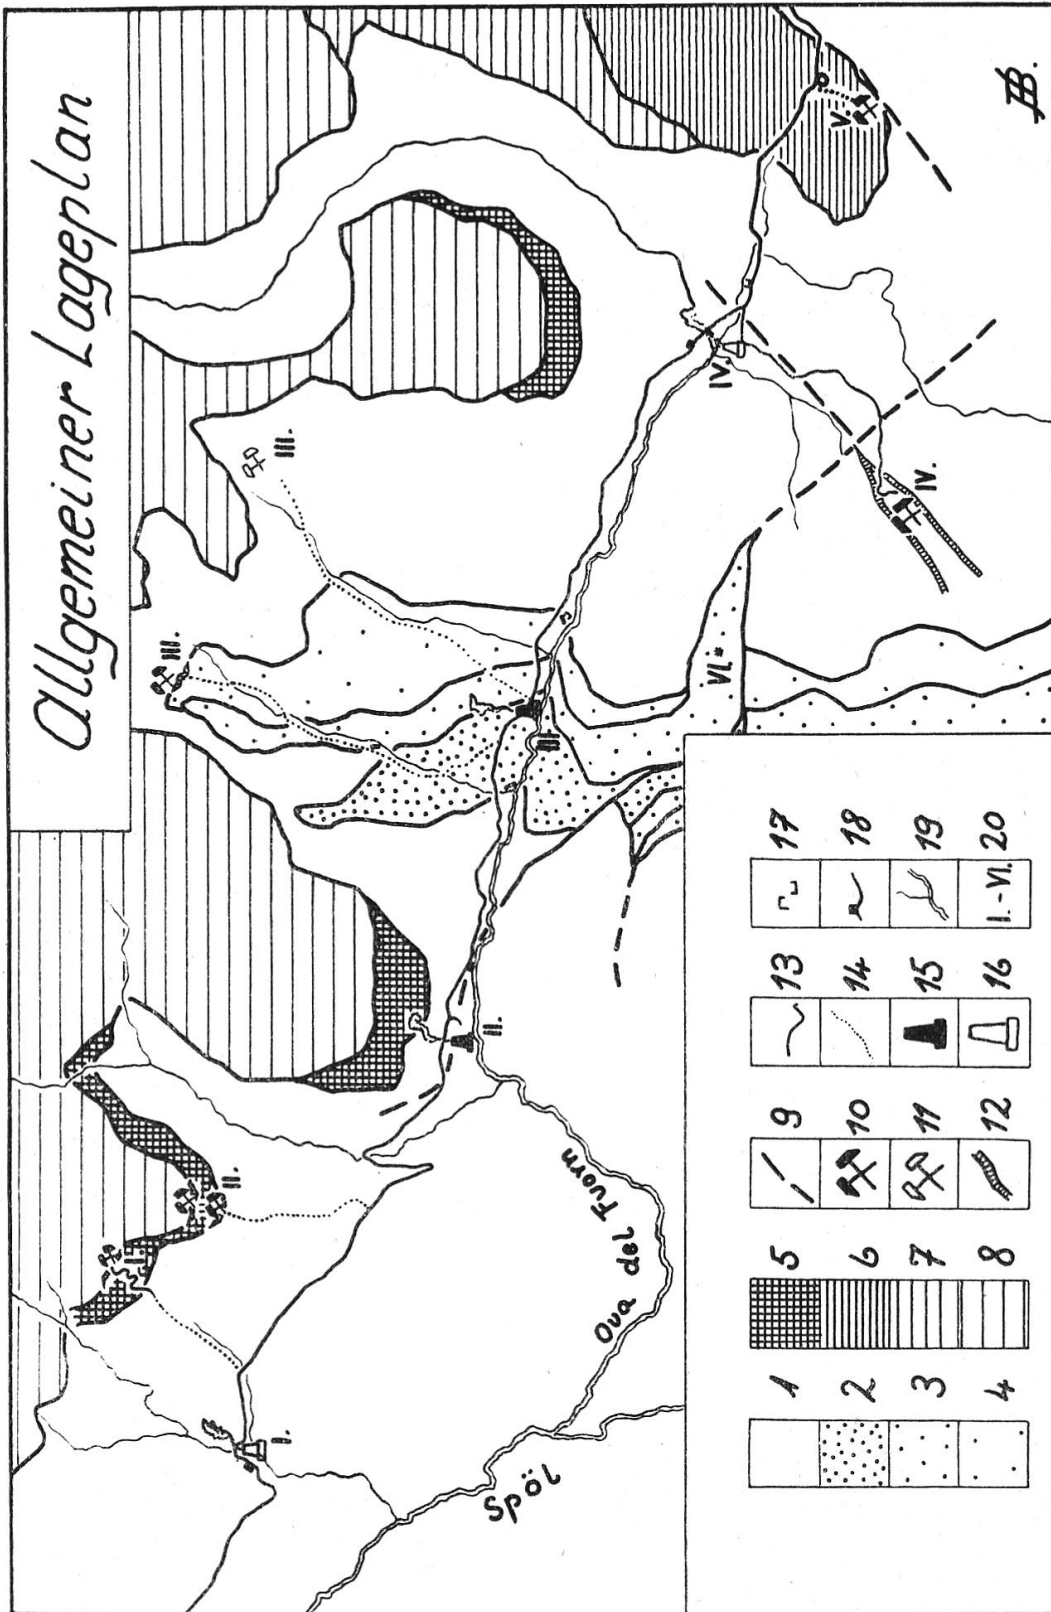 Allgemeiner Lageplan
I.
I.
II.
II.
III.
III.
III.
IV.
IV.
V.
VI.*
Spöl
Ova del Fuorn
1 5 9 13 17
2 6 10 14 18
3 7 11 15 19
4 8 12 16 I.-VI. 20